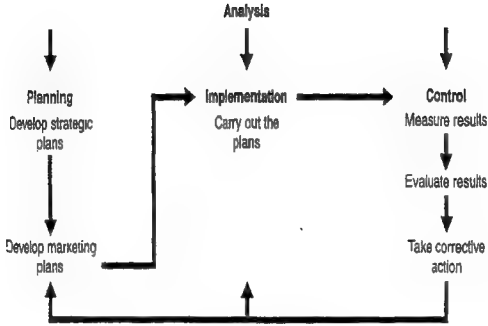 Analysis
Planning
Develop strategic
plans
Develop marketing
plans
Implementation
Carry out the
plans
Control
Measure results
Evaluate results
Take corrective
action